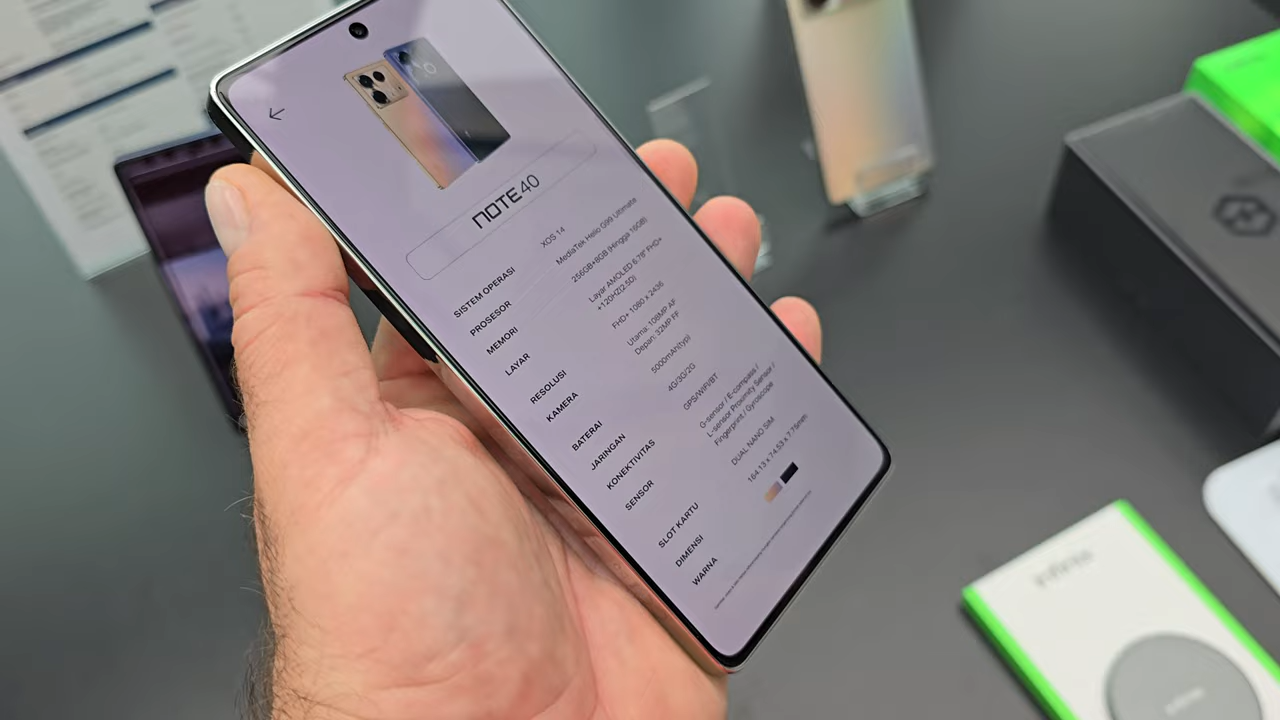 NOTE 40
SISTEM OPERASI XOS 14
PROSESOR MediaTek Helio G99 Ultimate
MEMORI 256GB+8GB (Hingga 16GB)
LAYAR Layar AMOLED 6.78" FHD+
+120HZ(2.5D)
RESOLUSI FHD+ 1080 x 2436
KAMERA Utama: 108MP AF
Depan: 32MP FF
BATERAI 5000mAh(typ)
JARINGAN 4G/3G/2G
KONEKTIVITAS GPS/WIFI/BT
SENSOR G-sensor / E-compass /
L-sensor Proximity Sensor /
Fingerprint / Gyroscope
SLOT KARTU DUAL NANO SIM
DIMENSI 164.13 x 74.53 x 7.75mm
WARNA
Infinix